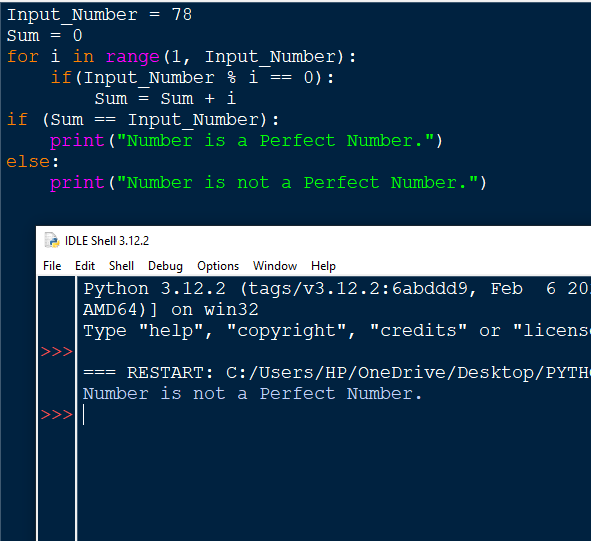 Input_Number = 78
Sum = 0
for i in range(1, Input_Number):
    if(Input_Number % i == 0):
        Sum = Sum + i
if (Sum == Input_Number):
    print("Number is a Perfect Number.")
else:
    print("Number is not a Perfect Number.")
IDLE Shell 3.12.2
File Edit Shell Debug Options Window Help
Python 3.12.2 (tags/v3.12.2:6abddd9, Feb  6
AMD64)] on win32
Type "help", "copyright", "credits" or
>>>
=== RESTART: C:/Users/HP/OneDrive/Desktop/
Number is not a Perfect Number.
>>>